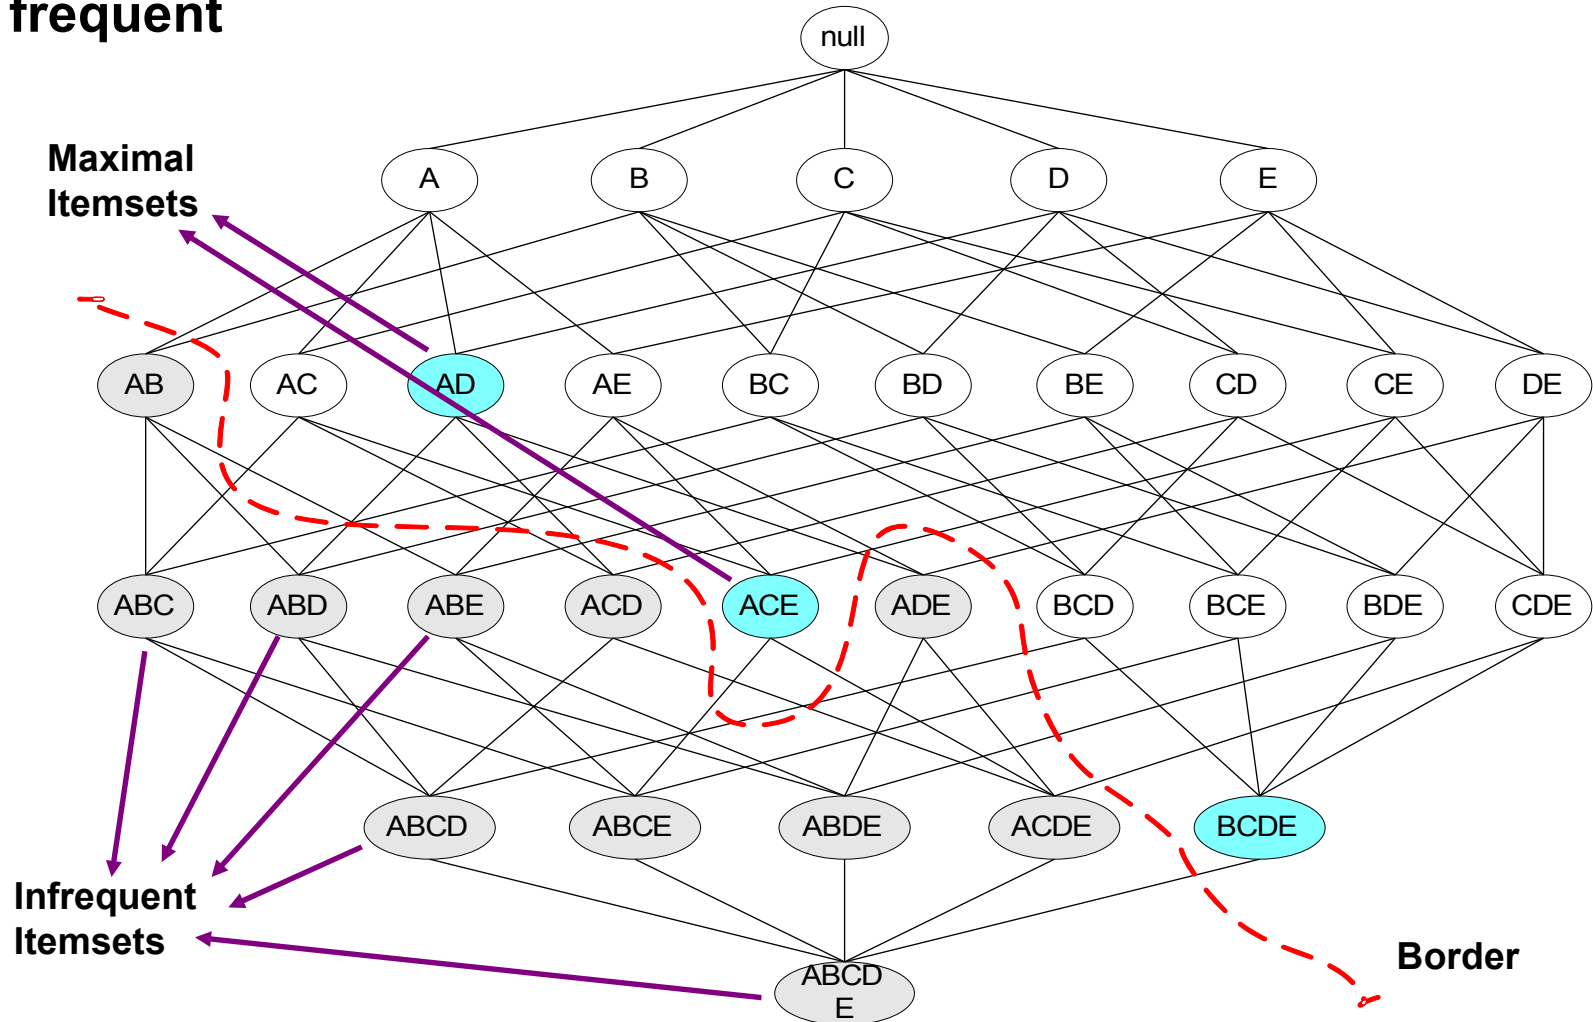 frequent
null
Maximal
Itemsets
A B C D E
AB AC AD AE BC BD BE CD CE DE
ABC ABD ABE ACD ACE ADE BCD BCE BDE CDE
ABCD ABCE ABDE ACDE BCDE
Infrequent
Itemsets
Border
ABCD
E